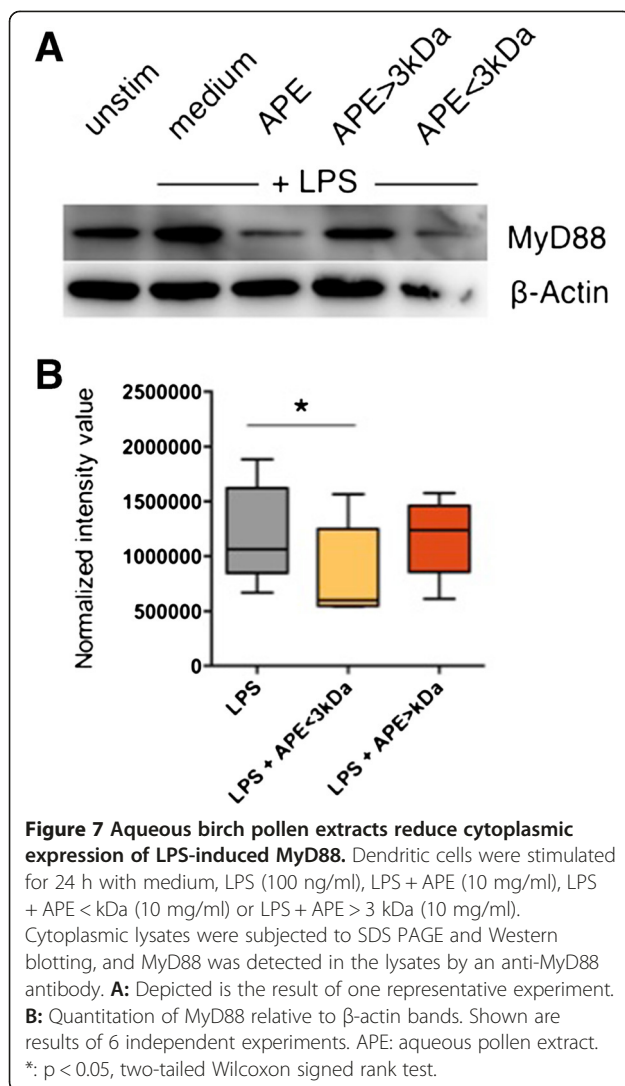 A
unstim
medium
APE
APE>3kDa
APE<3kDa
+ LPS
MyD88
β-Actin
B
Normalized intensity value
2500000
2000000
1500000
1000000
500000
0
*
LPS
LPS + APE<3kDa
LPS + APE>kDa
Figure 7 Aqueous birch pollen extracts reduce cytoplasmic
expression of LPS-induced MyD88. Dendritic cells were stimulated
for 24 h with medium, LPS (100 ng/ml), LPS + APE (10 mg/ml), LPS
+ APE < kDa (10 mg/ml) or LPS + APE > 3 kDa (10 mg/ml).
Cytoplasmic lysates were subjected to SDS PAGE and Western
blotting, and MyD88 was detected in the lysates by an anti-MyD88
antibody. A: Depicted is the result of one representative experiment.
B: Quantitation of MyD88 relative to β-actin bands. Shown are
results of 6 independent experiments. APE: aqueous pollen extract.
*: p < 0.05, two-tailed Wilcoxon signed rank test.